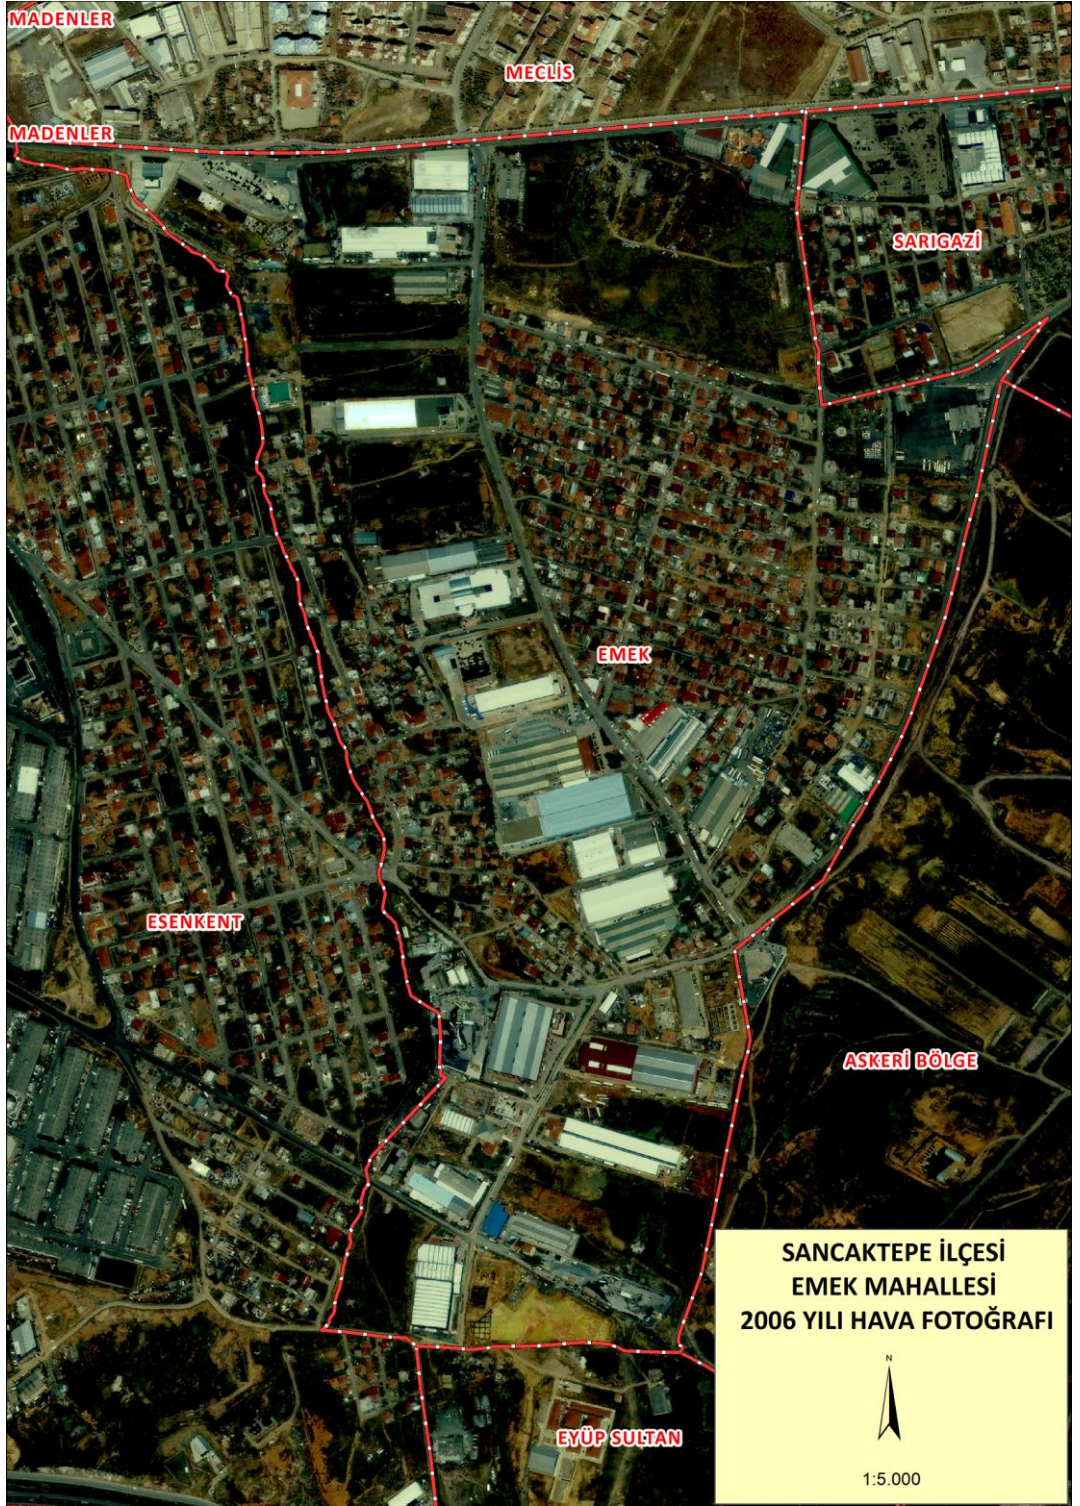 MADENLER
MECLİS
MADENLER
SARIGAZİ
EMEK
ESENKENT
ASKERİ BÖLGE
SANCAKTEPE İLÇESİ
EMEK MAHALLESİ
2006 YILI HAVA FOTOĞRAFI
N
1:5.000
EYÜP SULTAN